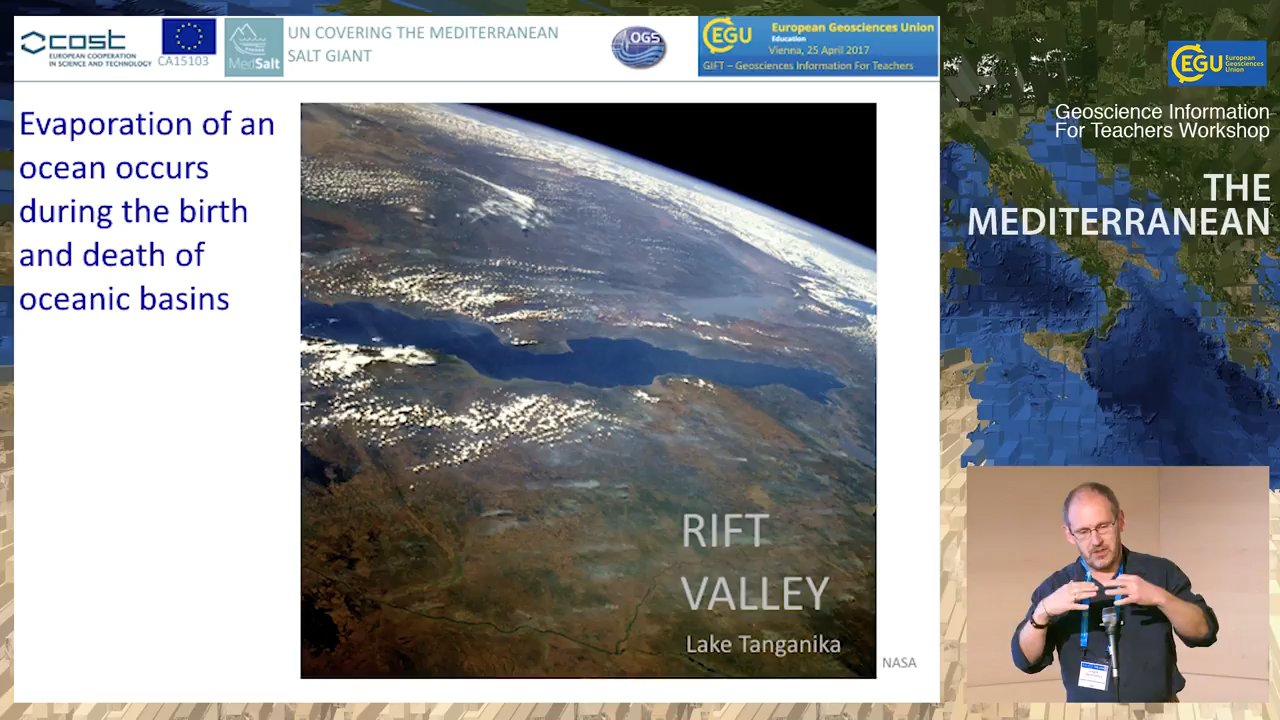 cost
EUROPEAN COOPERATION
IN SCIENCE AND TECHNOLOGY
CA15103
MedSalt
UN COVERING THE MEDITERRANEAN
SALT GIANT
OGS
EGU
European Geosciences Union
Education
Vienna, 25 April 2017
GIFT – Geosciences Information For Teachers
Evaporation of an
ocean occurs
during the birth
and death of
oceanic basins
RIFT
VALLEY
Lake Tanganika
NASA
EGU
European
Geosciences
Union
Geoscience Information
For Teachers Workshop
THE
MEDITERRANEAN